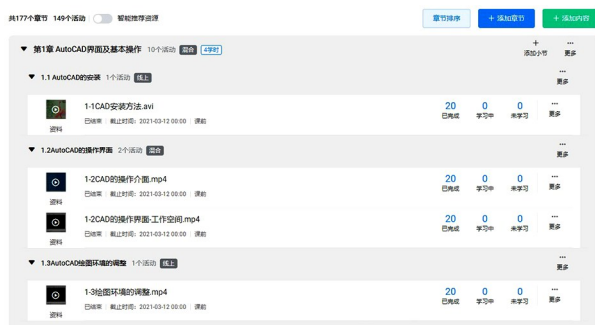 共177个章节 149个活动 智能推荐资源 章节排序 + 添加章节 + 添加内容
▼ 第1章 AutoCAD界面及基本操作 10个活动 混合 4学时 + 添加小节 ··· 更多
▼ 1.1 AutoCAD的安装 1个活动 线上 ··· 更多
1-1CAD安装方法.avi 20 0 0 ···
资料 已结束 | 截止时间：2021-03-12 00:00 | 课前 已完成 学习中 未学习 更多
▼ 1.2AutoCAD的操作界面 2个活动 混合 ··· 更多
1-2CAD的操作介面.mp4 20 0 0 ···
资料 已结束 | 截止时间：2021-03-12 00:00 | 课前 已完成 学习中 未学习 更多
1-2CAD的操作界面-工作空间.mp4 20 0 0 ···
资料 已结束 | 截止时间：2021-03-12 00:00 | 课前 已完成 学习中 未学习 更多
▼ 1.3AutoCAD绘图环境的调整 1个活动 线上 ··· 更多
1-3绘图环境的调整.mp4 20 0 0 ···
资料 已结束 | 截止时间：2021-03-12 00:00 | 课前 已完成 学习中 未学习 更多